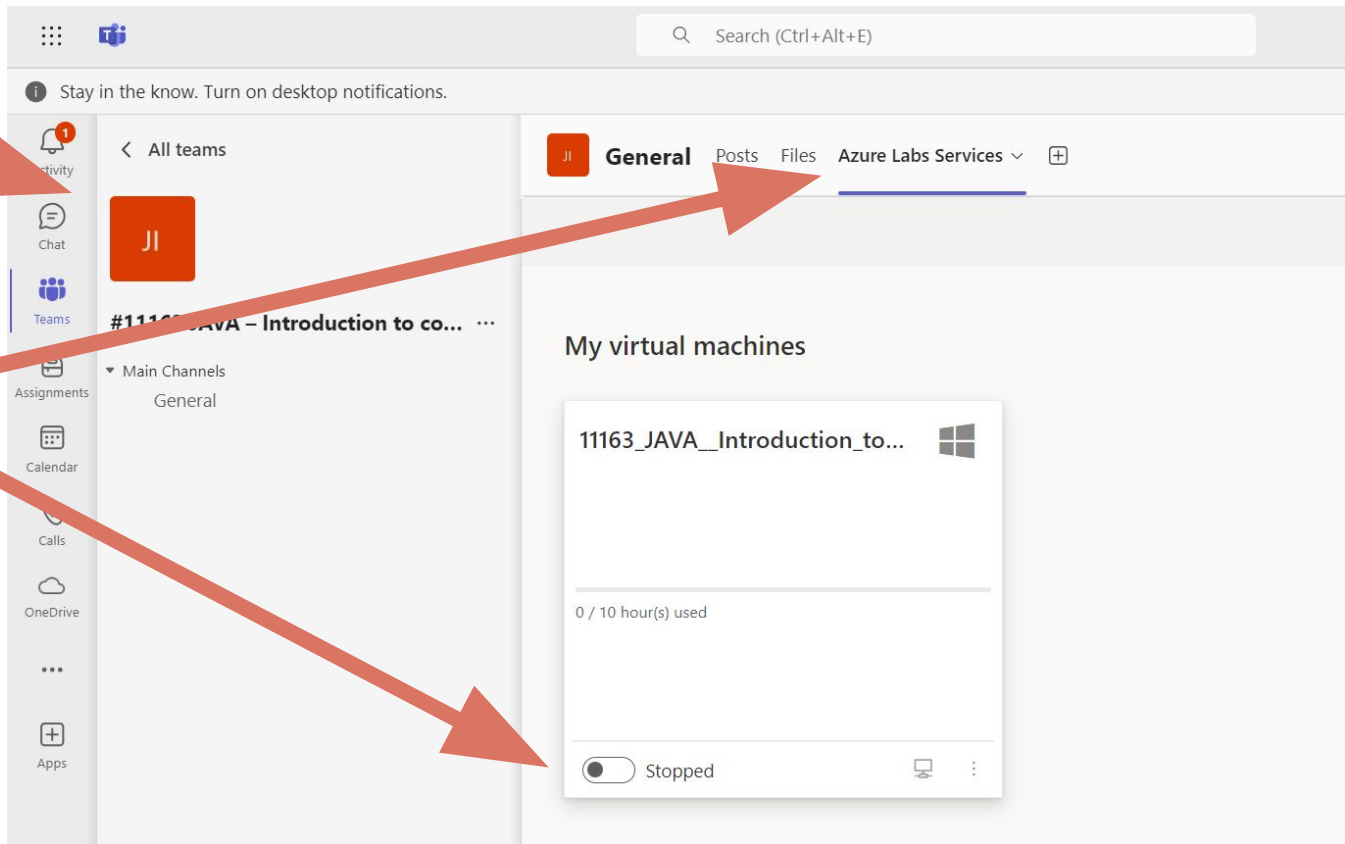 Search (Ctrl+Alt+E)
Stay in the know. Turn on desktop notifications.
1
ctivity
Chat
Teams
Assignments
Calendar
Calls
OneDrive
Apps
All teams
JI
Introduction to co...
Main Channels
General
JI
General Posts Files Azure Labs Services
My virtual machines
11163_JAVA__Introduction_to...
0 / 10 hour(s) used
Stopped